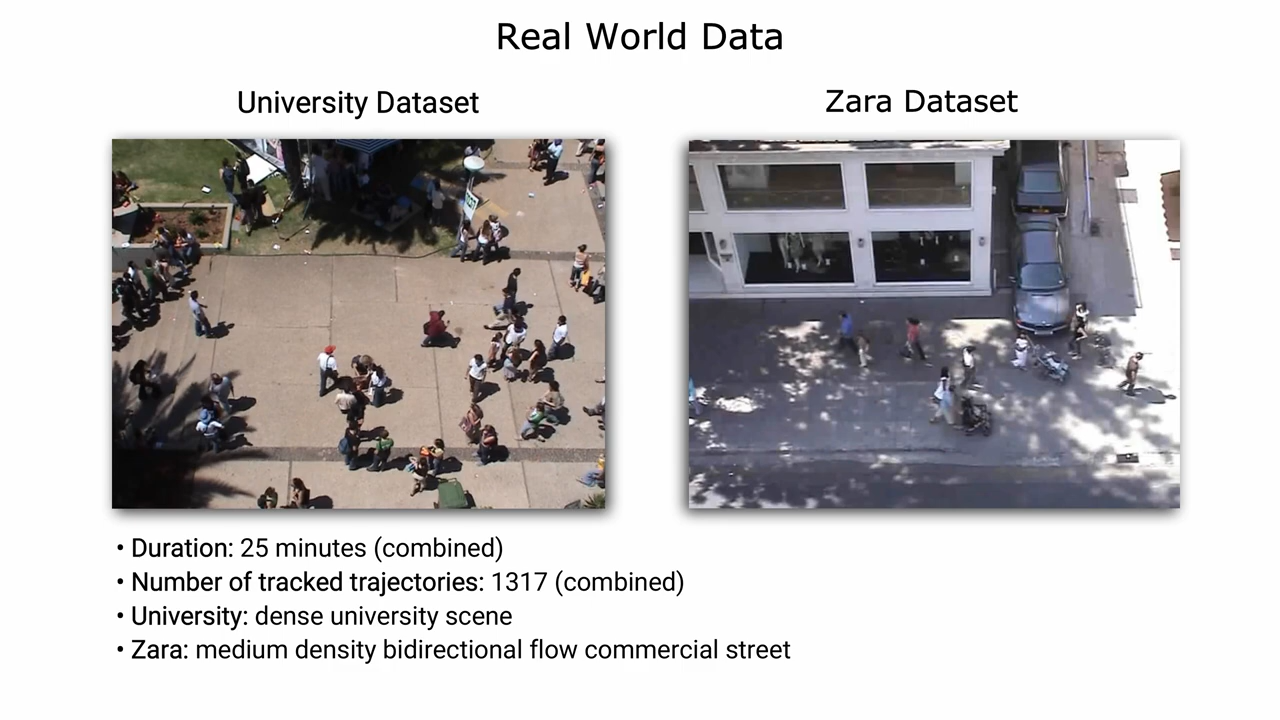 Real World Data
University Dataset
Zara Dataset
• Duration: 25 minutes (combined)
• Number of tracked trajectories: 1317 (combined)
• University: dense university scene
• Zara: medium density bidirectional flow commercial street